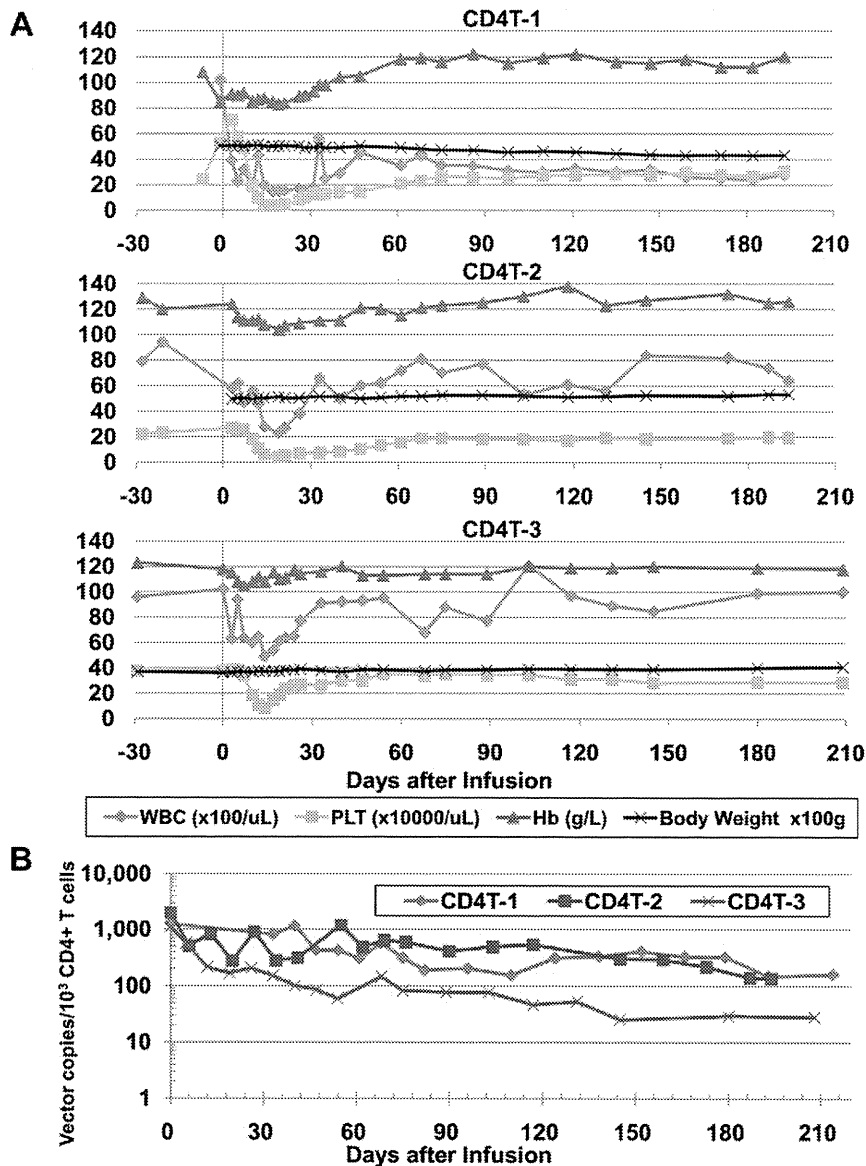 A
CD4T-1
140
120
100
80
60
40
20
0
-30 0 30 60 90 120 150 180 210
CD4T-2
140
120
100
80
60
40
20
0
-30 0 30 60 90 120 150 180 210
CD4T-3
140
120
100
80
60
40
20
0
-30 0 30 60 90 120 150 180 210
Days after Infusion
WBC (x100/uL) PLT (x10000/uL) Hb (g/L) Body Weight x100g
B
Vector copies/10³ CD4+ T cells
10,000
1,000
100
10
1
CD4T-1 CD4T-2 CD4T-3
0 30 60 90 120 150 180 210
Days after Infusion